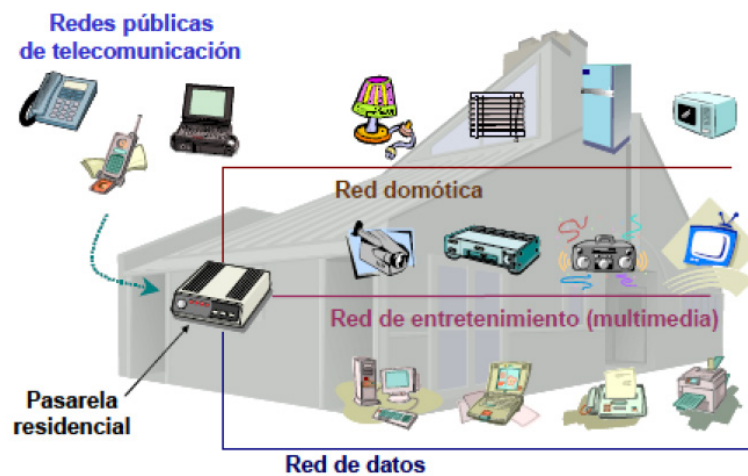 Redes públicas
de telecomunicación
Red domótica
Red de entretenimiento (multimedia)
Pasarela
residencial
Red de datos